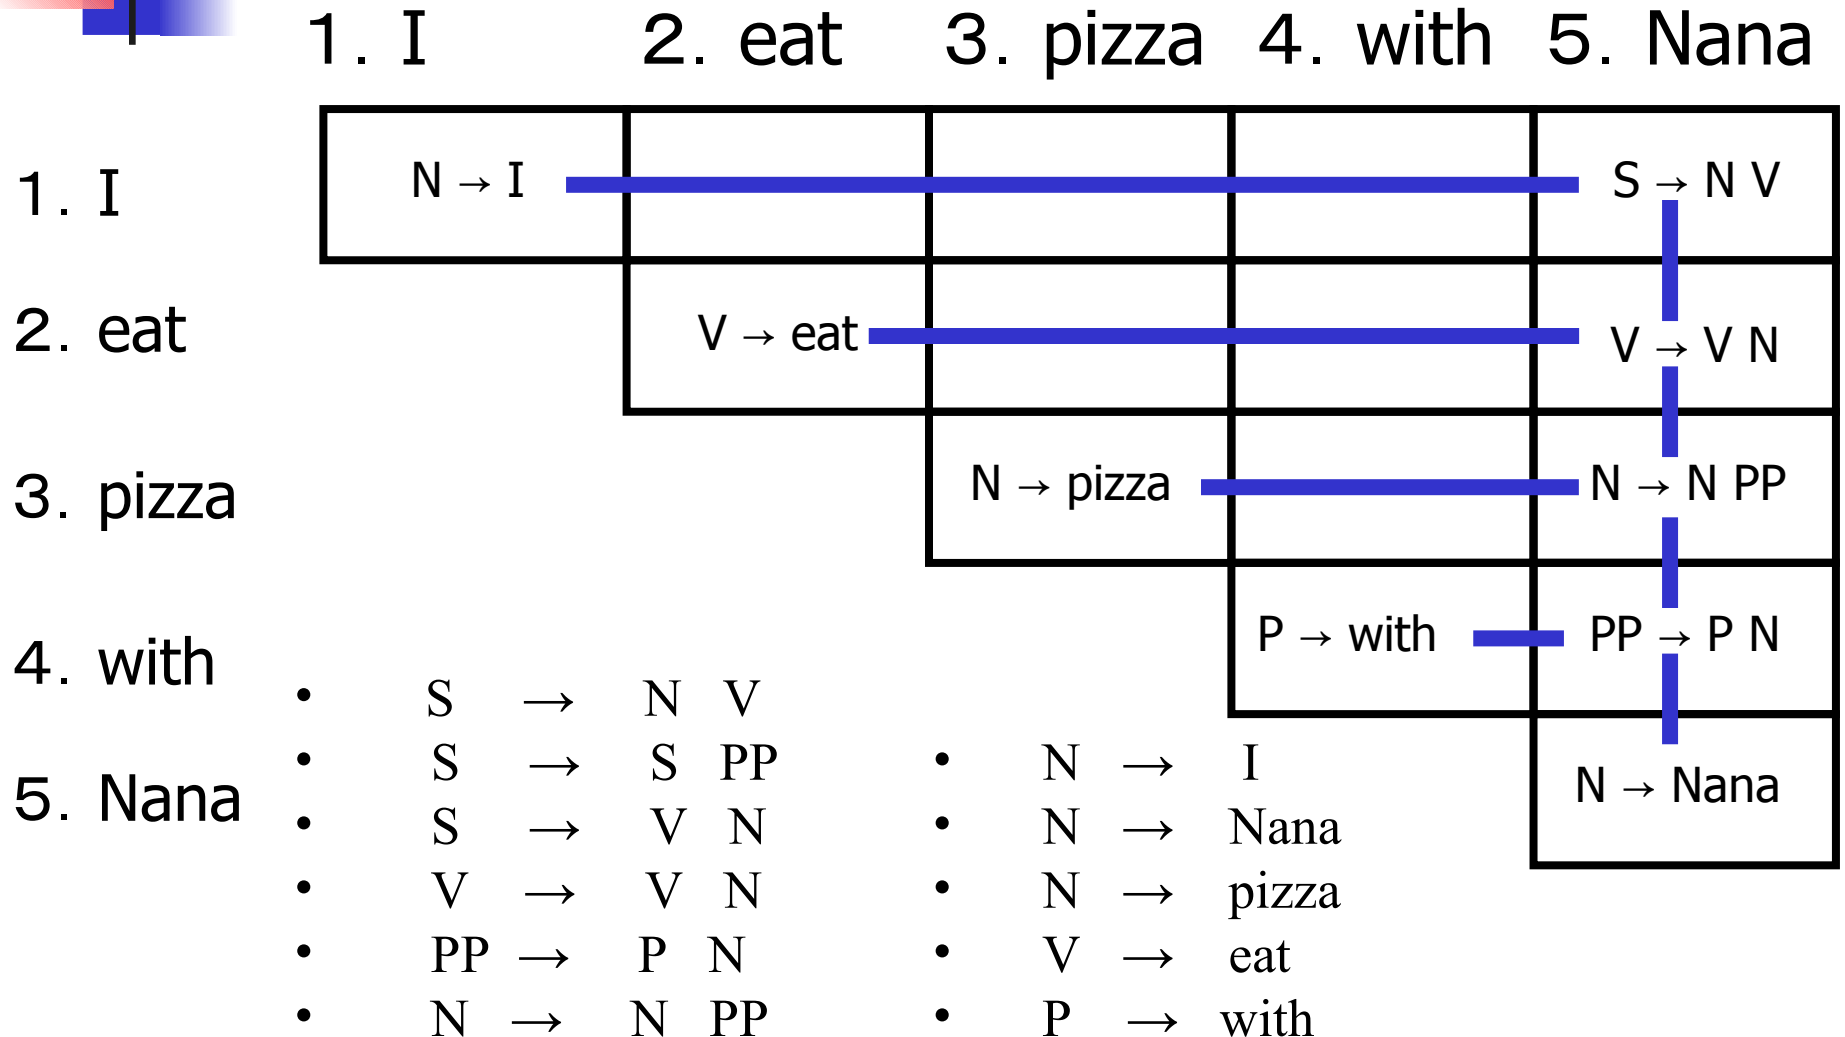 1. I 2. eat 3. pizza 4. with 5. Nana
1. I N → I S → N V
2. eat V → eat V → V N
3. pizza N → pizza N → N PP
4. with P → with PP → P N
5. Nana N → Nana
• S → N V
• S → S PP
• S → V N
• V → V N
• PP → P N
• N → N PP
• N → I
• N → Nana
• N → pizza
• V → eat
• P → with